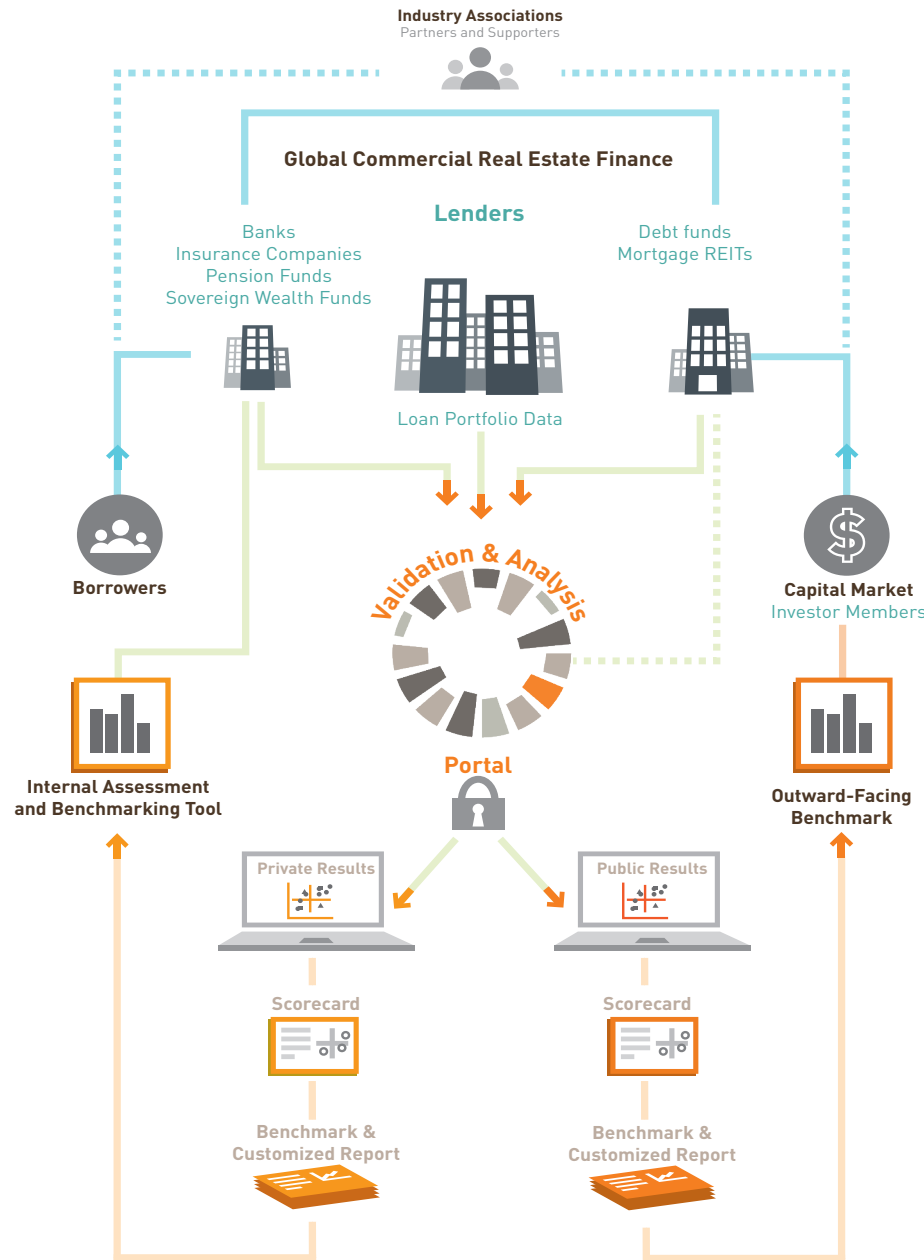 Industry Associations
Partners and Supporters
Global Commercial Real Estate Finance
Lenders
Banks
Insurance Companies
Pension Funds
Sovereign Wealth Funds
Debt funds
Mortgage REITs
Loan Portfolio Data
Borrowers
Validation & Analysis
$
Capital Market
Investor Members
Portal
Internal Assessment
and Benchmarking Tool
Outward-Facing
Benchmark
Private Results
Public Results
Scorecard
Scorecard
Benchmark &
Customized Report
Benchmark &
Customized Report